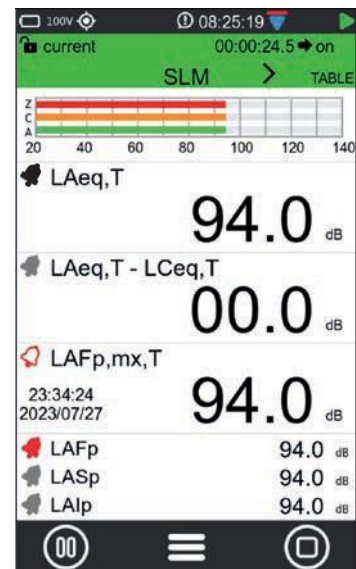 100V 08:25:19
current 00:00:24.5 → on
SLM > TABLE
Z
C
A
20 40 60 80 100 120 140
LAeq,T
94.0 dB
LAeq,T - LCeq,T
00.0 dB
LAFp,mx,T
23:34:24
2023/07/27
94.0 dB
LAFp 94.0 dB
LASp 94.0 dB
LAIp 94.0 dB